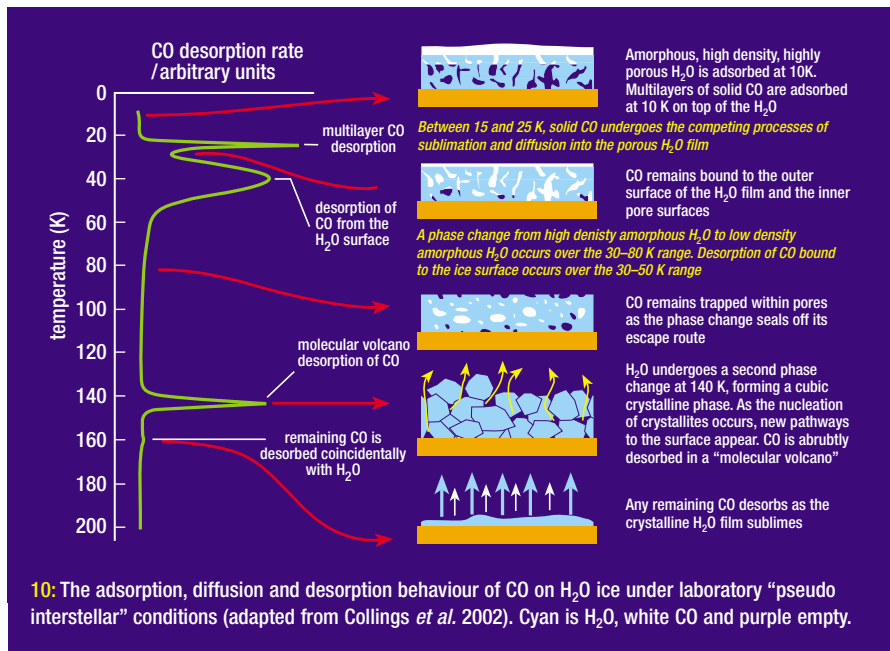 CO desorption rate
/arbitrary units
0
20
40
60
80
100
120
140
160
180
200
temperature (K)
multilayer CO
desorption
desorption of
CO from the
H₂O surface
molecular volcano
desorption of CO
remaining CO is
desorbed coincidentally
with H₂O
Amorphous, high density, highly
porous H₂O is adsorbed at 10K.
Multilayers of solid CO are adsorbed
at 10 K on top of the H₂O
Between 15 and 25 K, solid CO undergoes the competing processes of
sublimation and diffusion into the porous H₂O film
CO remains bound to the outer
surface of the H₂O film and the inner
pore surfaces
A phase change from high denisty amorphous H₂O to low density
amorphous H₂O occurs over the 30–80 K range. Desorption of CO bound
to the ice surface occurs over the 30–50 K range
CO remains trapped within pores
as the phase change seals off its
escape route
H₂O undergoes a second phase
change at 140 K, forming a cubic
crystalline phase. As the nucleation
of crystallites occurs, new pathways
to the surface appear. CO is abrubtly
desorbed in a “molecular volcano”
Any remaining CO desorbs as the
crystalline H₂O film sublimes
10: The adsorption, diffusion and desorption behaviour of CO on H₂O ice under laboratory “pseudo
interstellar” conditions (adapted from Collings et al. 2002). Cyan is H₂O, white CO and purple empty.